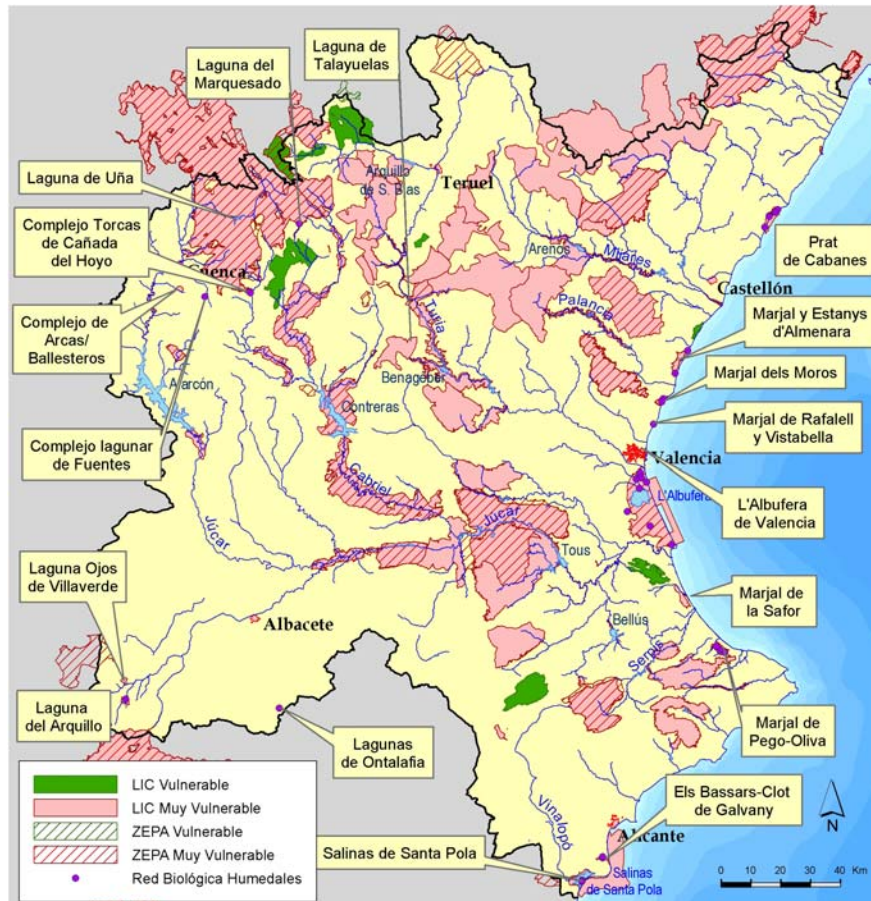 Laguna del
Marquesado
Laguna de
Talayuelas
Laguna de Uña
Complejo Torcas
de Cañada
del Hoyo
Complejo de
Arcas/
Ballesteros
Complejo lagunar
de Fuentes
Laguna Ojos
de Villaverde
Laguna
del Arquillo
Lagunas
de Ontalafia
Salinas de Santa Pola
Els Bassars-Clot
de Galvany
Marjal de
Pego-Oliva
Marjal de
la Safor
L'Albufera
de Valencia
Marjal de Rafalell
y Vistabella
Marjal dels Moros
Marjal y Estanys
d'Almenara
Prat
de Cabanes
Arquillo
de S. Blas
Teruel
Cuenca
Arenos
Mijares
Castellón
Palancia
Turia
Benageber
Alarcón
Contreras
Valencia
L'Albufera
Cabriel
Júcar
Júcar
Tous
Albacete
Bellús
Serpis
Vinalopó
Alicante
Salinas
de Santa Pola
LIC Vulnerable
LIC Muy Vulnerable
ZEPA Vulnerable
ZEPA Muy Vulnerable
Red Biológica Humedales
N
0 10 20 30 40 Km